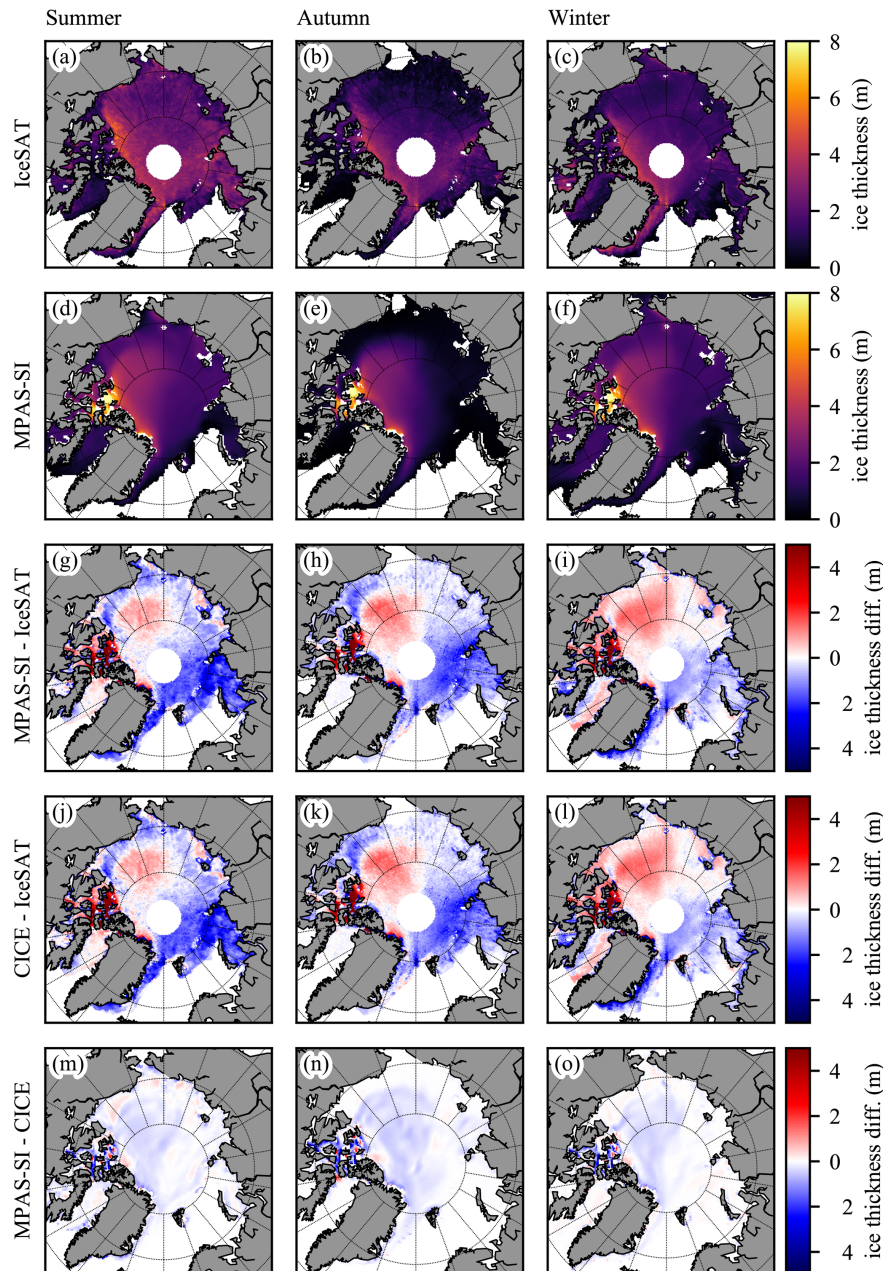 Summer Autumn Winter
(a) (b) (c)
IceSAT
8
6
4
2
0
ice thickness (m)
(d) (e) (f)
MPAS-SI
8
6
4
2
0
ice thickness (m)
(g) (h) (i)
MPAS-SI - IceSAT
4
2
0
2
4
ice thickness diff. (m)
(j) (k) (l)
CICE - IceSAT
4
2
0
2
4
ice thickness diff. (m)
(m) (n) (o)
MPAS-SI - CICE
4
2
0
2
4
ice thickness diff. (m)